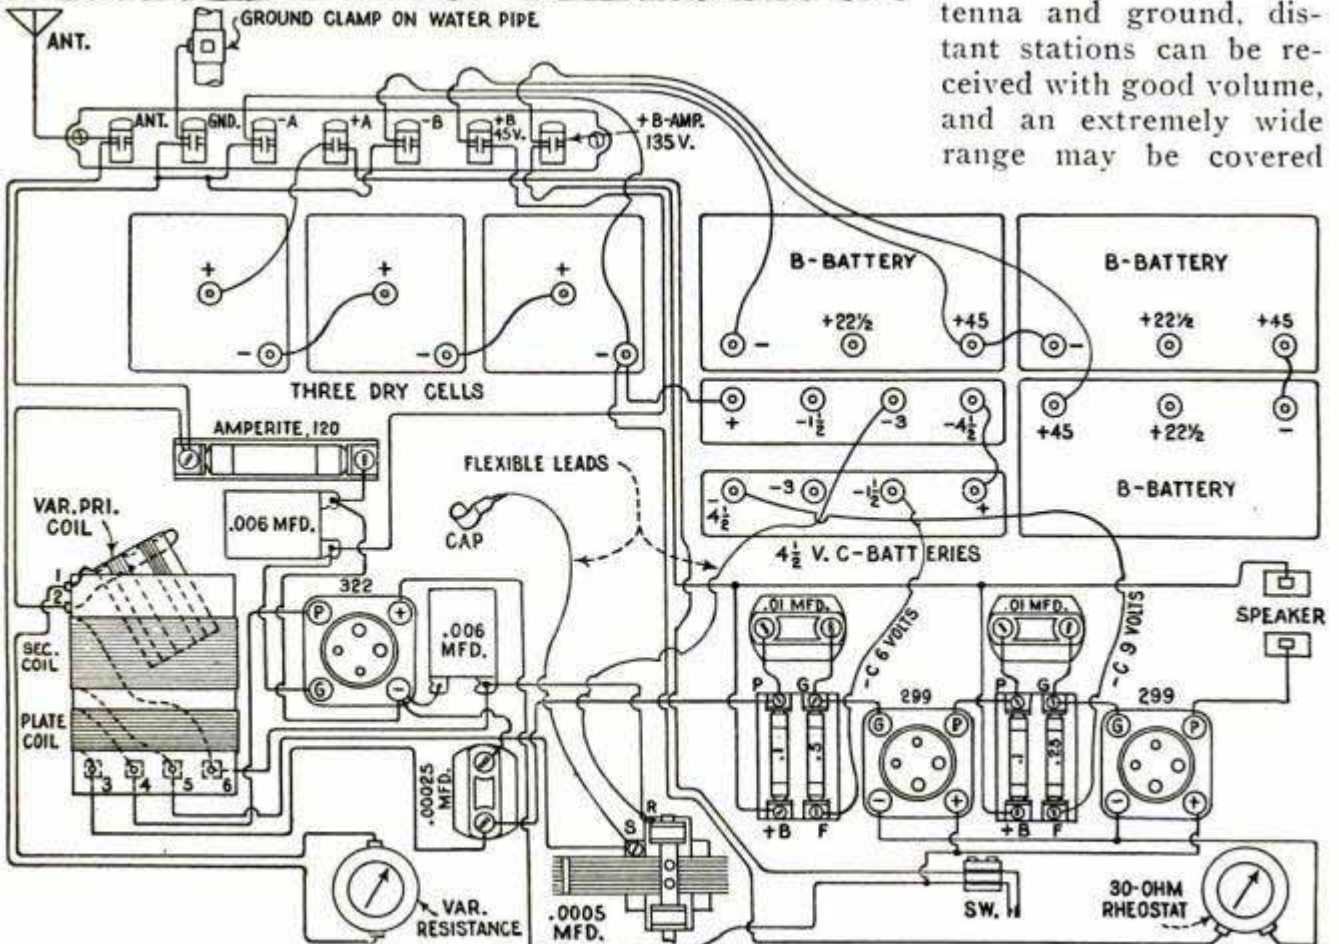 tenna and ground, dis-
tant stations can be re-
ceived with good volume,
and an extremely wide
range may be covered
ANT.
GROUND CLAMP ON WATER PIPE
ANT.
GND.
-A
+A
-B
+B
45V.
+B-AMP.
135V.
+
+
+
-
-
-
THREE DRY CELLS
B-BATTERY
-
+22½
+45
B-BATTERY
-
+22½
+45
+
-1½
-3
-4½
+45
+22½
-
B-BATTERY
-4½
-3
-1½
+
4½ V. C-BATTERIES
AMPERITE, 120
FLEXIBLE LEADS
VAR. PRI.
COIL
.006 MFD.
CAP
1
2
322
P
+
G
-
.006
MFD.
SEC.
COIL
PLATE
COIL
3
4
5
6
.00025
MFD.
.01 MFD.
-C 6 VOLTS
.01 MFD.
-C 9 VOLTS
SPEAKER
P
G
.1
.5
+B
F
299
G
P
-
+
P
G
.1
.25
+B
F
299
G
P
-
+
S
R
.0005
MFD.
VAR.
RESISTANCE
SW.
30-OHM
RHEOSTAT